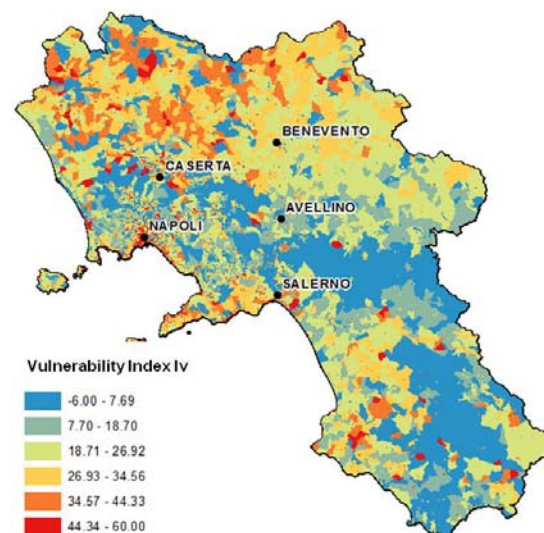 BENEVENTO
CASERTA
AVELLINO
NAPOLI
SALERNO
Vulnerability Index Iv
-6.00 - 7.69
7.70 - 18.70
18.71 - 26.92
26.93 - 34.56
34.57 - 44.33
44.34 - 60.00